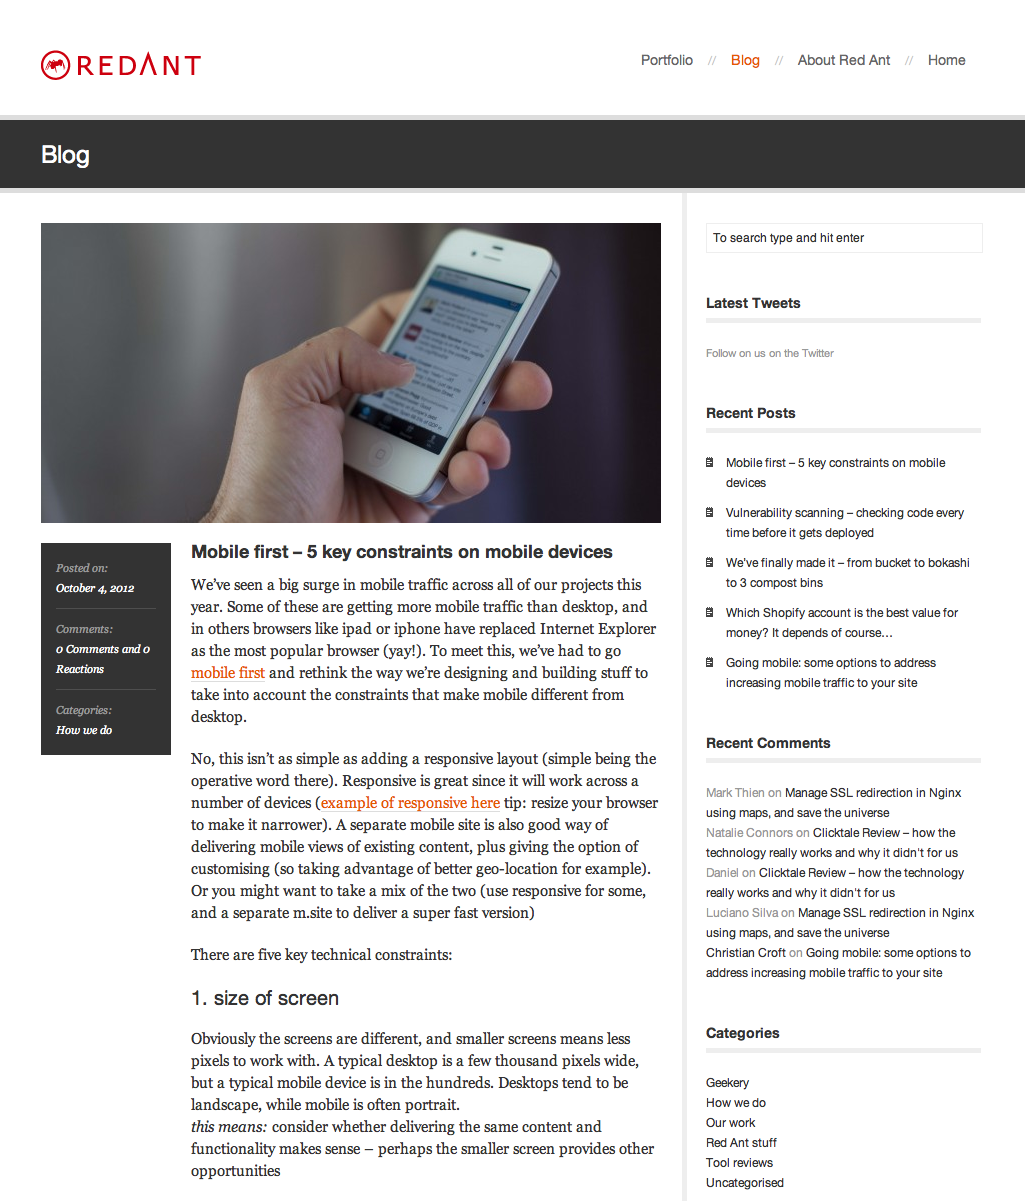 REDANT
Portfolio // Blog // About Red Ant // Home
Blog
Posted on:
October 4, 2012
Comments:
0 Comments and 0
Reactions
Categories:
How we do
Mobile first – 5 key constraints on mobile devices
We’ve seen a big surge in mobile traffic across all of our projects this
year. Some of these are getting more mobile traffic than desktop, and
in others browsers like ipad or iphone have replaced Internet Explorer
as the most popular browser (yay!). To meet this, we’ve had to go
mobile first and rethink the way we’re designing and building stuff to
take into account the constraints that make mobile different from
desktop.
No, this isn’t as simple as adding a responsive layout (simple being the
operative word there). Responsive is great since it will work across a
number of devices (example of responsive here tip: resize your browser
to make it narrower). A separate mobile site is also good way of
delivering mobile views of existing content, plus giving the option of
customising (so taking advantage of better geo-location for example).
Or you might want to take a mix of the two (use responsive for some,
and a separate m.site to deliver a super fast version)
There are five key technical constraints:
1. size of screen
Obviously the screens are different, and smaller screens means less
pixels to work with. A typical desktop is a few thousand pixels wide,
but a typical mobile device is in the hundreds. Desktops tend to be
landscape, while mobile is often portrait.
this means: consider whether delivering the same content and
functionality makes sense – perhaps the smaller screen provides other
opportunities
To search type and hit enter
Latest Tweets
Follow on us on the Twitter
Recent Posts
Mobile first – 5 key constraints on mobile
devices
Vulnerability scanning – checking code every
time before it gets deployed
We’ve finally made it – from bucket to bokashi
to 3 compost bins
Which Shopify account is the best value for
money? It depends of course…
Going mobile: some options to address
increasing mobile traffic to your site
Recent Comments
Mark Thien on Manage SSL redirection in Nginx
using maps, and save the universe
Natalie Connors on Clicktale Review – how the
technology really works and why it didn't for us
Daniel on Clicktale Review – how the technology
really works and why it didn't for us
Luciano Silva on Manage SSL redirection in Nginx
using maps, and save the universe
Christian Croft on Going mobile: some options to
address increasing mobile traffic to your site
Categories
Geekery
How we do
Our work
Red Ant stuff
Tool reviews
Uncategorised